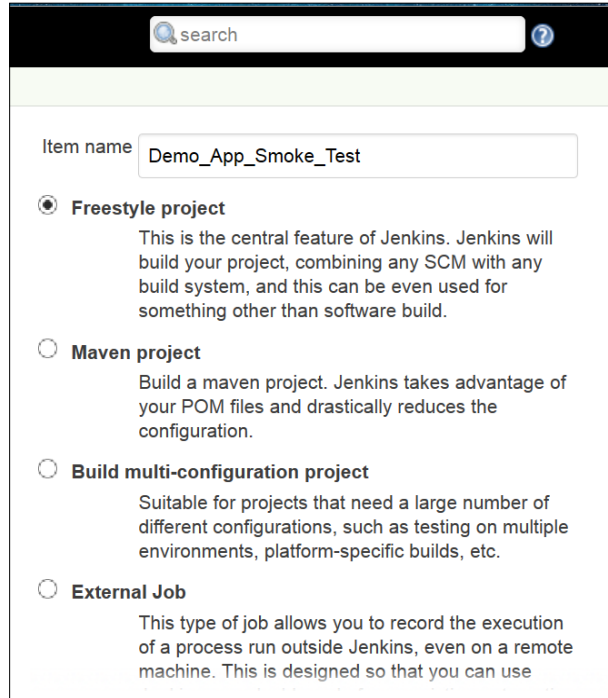 search
Item name
Demo_App_Smoke_Test
Freestyle project
This is the central feature of Jenkins. Jenkins will
build your project, combining any SCM with any
build system, and this can be even used for
something other than software build.
Maven project
Build a maven project. Jenkins takes advantage of
your POM files and drastically reduces the
configuration.
Build multi-configuration project
Suitable for projects that need a large number of
different configurations, such as testing on multiple
environments, platform-specific builds, etc.
External Job
This type of job allows you to record the execution
of a process run outside Jenkins, even on a remote
machine. This is designed so that you can use